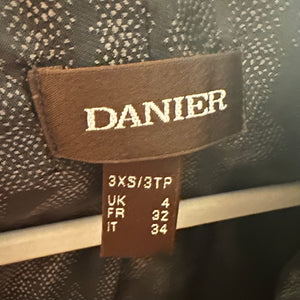 DANIER
3XS/3TP
UK 4
FR 32
IT 34